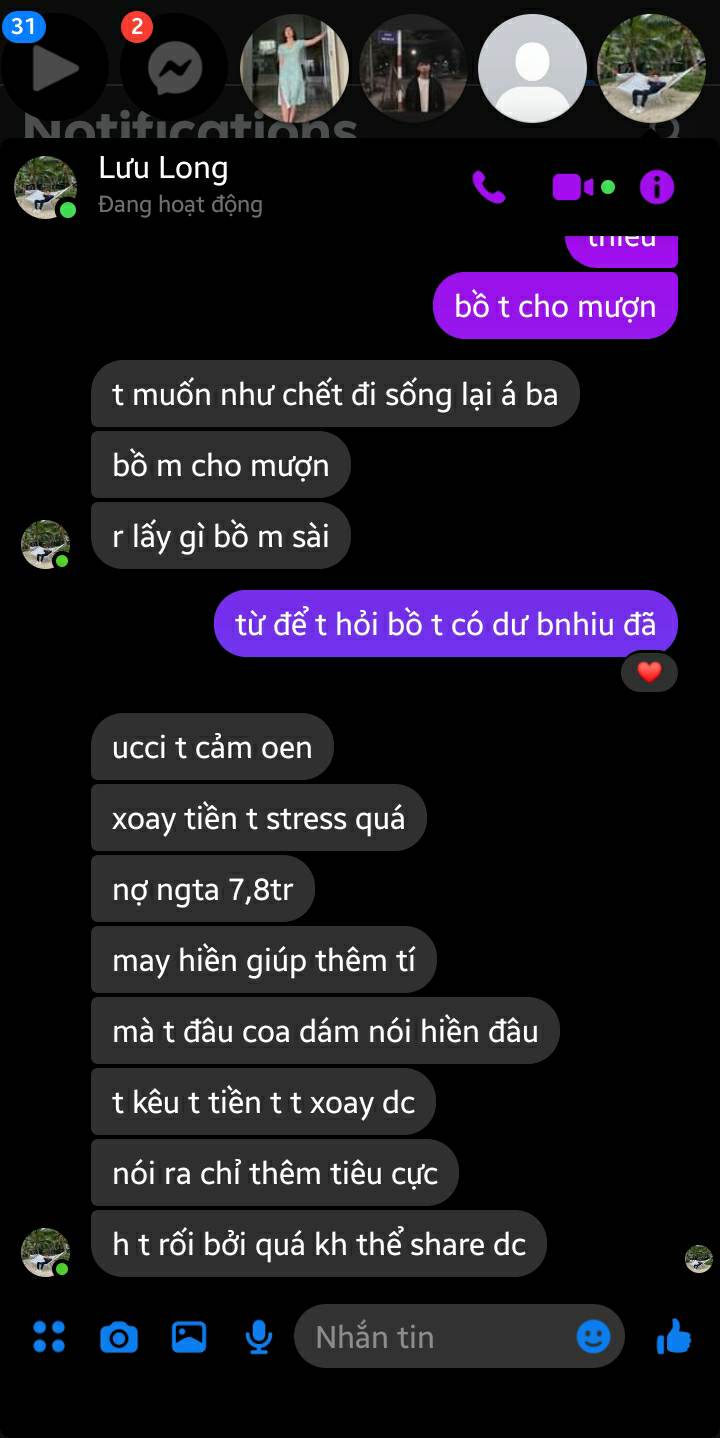 31
2
Notifications
Lưu Long
Đang hoạt động
thiếu
bồ t cho mượn
t muốn như chết đi sống lại á ba
bồ m cho mượn
r lấy gì bồ m sài
từ để t hỏi bồ t có dư bnhiu đã
ucci t cảm oen
xoay tiền t stress quá
nợ ngta 7,8tr
may hiền giúp thêm tí
mà t đâu coa dám nói hiền đâu
t kêu t tiền t t xoay dc
nói ra chỉ thêm tiêu cực
h t rối bởi quá kh thể share dc
Nhắn tin